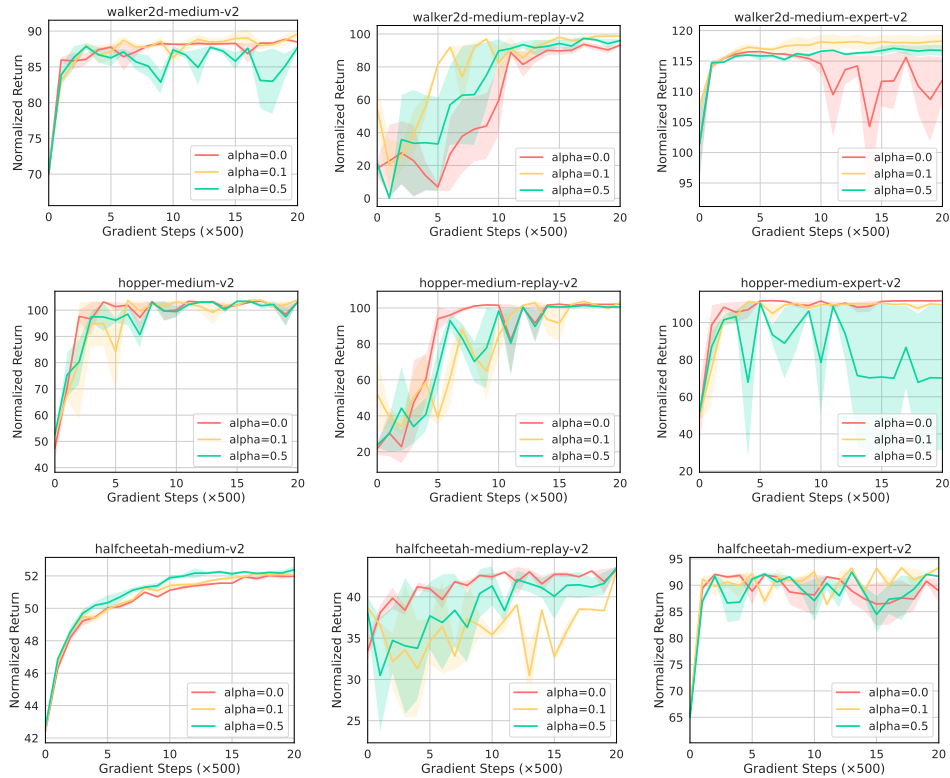 walker2d-medium-v2
Normalized Return
90
85
80
75
70
0
5
10
15
20
Gradient Steps (×500)
alpha=0.0
alpha=0.1
alpha=0.5
walker2d-medium-replay-v2
Normalized Return
100
80
60
40
20
0
0
5
10
15
20
Gradient Steps (×500)
alpha=0.0
alpha=0.1
alpha=0.5
walker2d-medium-expert-v2
Normalized Return
120
115
110
105
100
95
0
5
10
15
20
Gradient Steps (×500)
alpha=0.0
alpha=0.1
alpha=0.5
hopper-medium-v2
Normalized Return
100
90
80
70
60
50
40
0
5
10
15
20
Gradient Steps (×500)
alpha=0.0
alpha=0.1
alpha=0.5
hopper-medium-replay-v2
Normalized Return
100
80
60
40
20
0
5
10
15
20
Gradient Steps (×500)
alpha=0.0
alpha=0.1
alpha=0.5
hopper-medium-expert-v2
Normalized Return
100
80
60
40
20
0
5
10
15
20
Gradient Steps (×500)
alpha=0.0
alpha=0.1
alpha=0.5
halfcheetah-medium-v2
Normalized Return
52
50
48
46
44
42
0
5
10
15
20
Gradient Steps (×500)
alpha=0.0
alpha=0.1
alpha=0.5
halfcheetah-medium-replay-v2
Normalized Return
40
35
30
25
0
5
10
15
20
Gradient Steps (×500)
alpha=0.0
alpha=0.1
alpha=0.5
halfcheetah-medium-expert-v2
Normalized Return
95
90
85
80
75
70
65
0
5
10
15
20
Gradient Steps (×500)
alpha=0.0
alpha=0.1
alpha=0.5